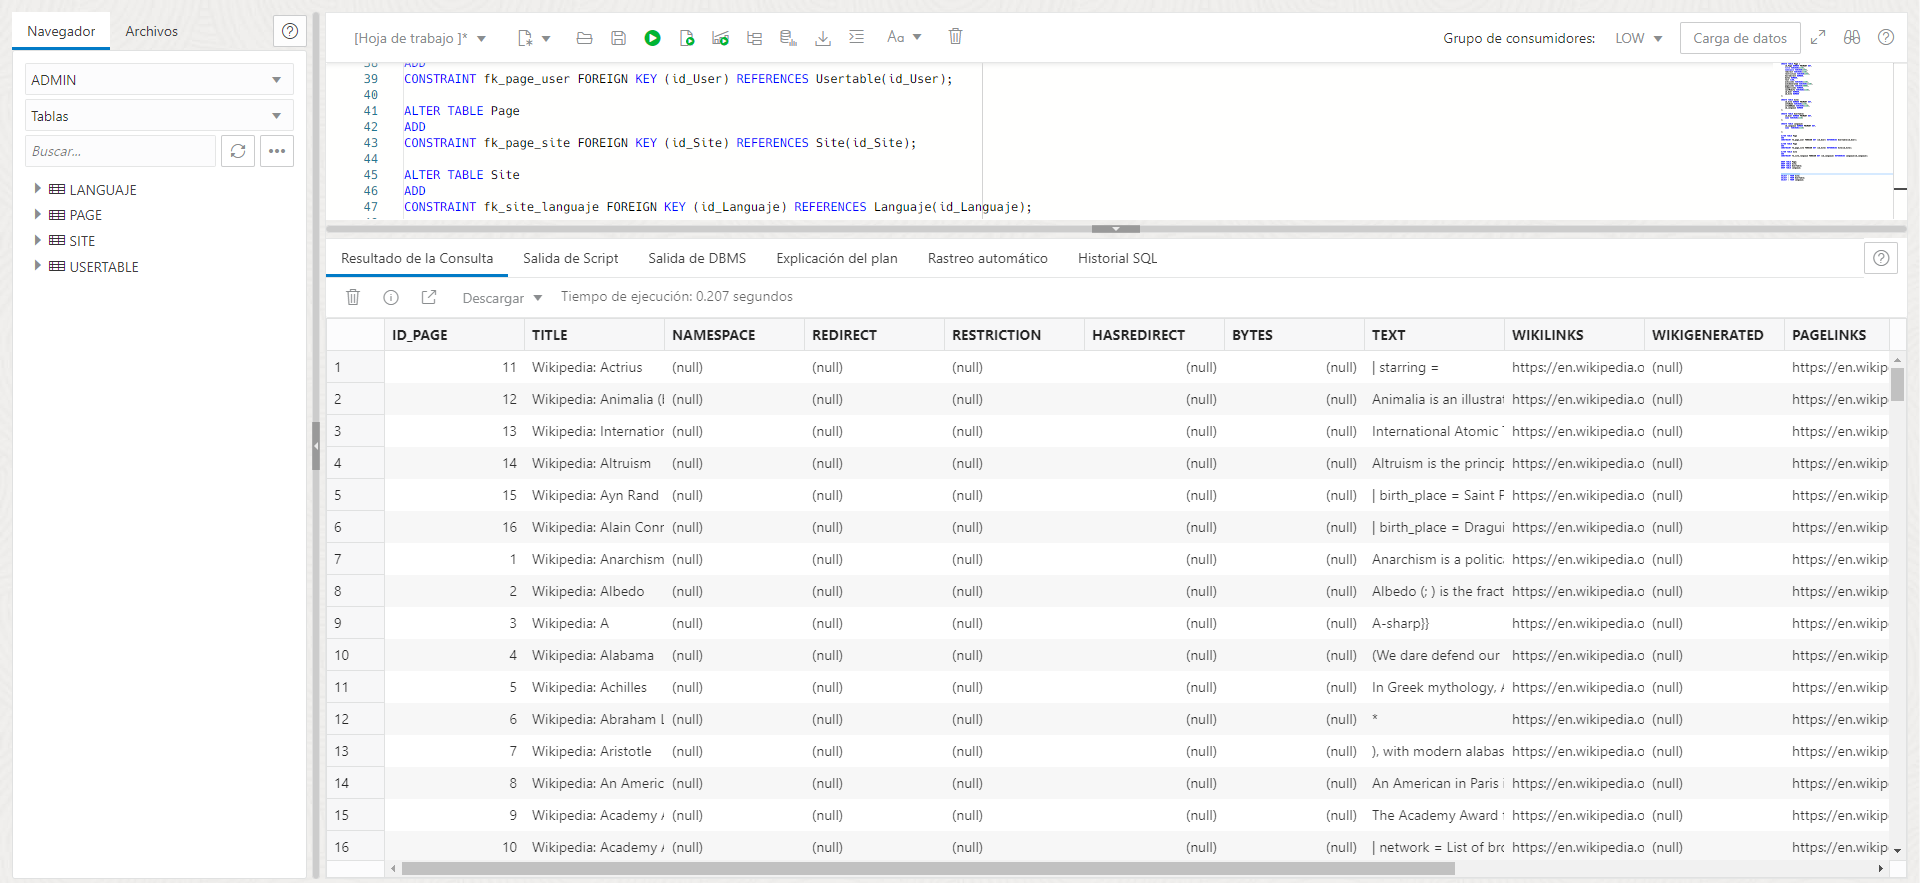 Navegador Archivos
ADMIN
Tablas
Buscar...
LANGUAJE
PAGE
SITE
USERTABLE
[Hoja de trabajo ]* Aa Grupo de consumidores: LOW Carga de datos
38 ADD
39 CONSTRAINT fk_page_user FOREIGN KEY (id_User) REFERENCES Usertable(id_User);
40
41 ALTER TABLE Page
42 ADD
43 CONSTRAINT fk_page_site FOREIGN KEY (id_Site) REFERENCES Site(id_Site);
44
45 ALTER TABLE Site
46 ADD
47 CONSTRAINT fk_site_languaje FOREIGN KEY (id_Languaje) REFERENCES Languaje(id_Languaje);
Resultado de la Consulta Salida de Script Salida de DBMS Explicación del plan Rastreo automático Historial SQL
Descargar Tiempo de ejecución: 0.207 segundos
ID_PAGE TITLE NAMESPACE REDIRECT RESTRICTION HASREDIRECT BYTES TEXT WIKILINKS WIKIGENERATED PAGELINKS
1 11 Wikipedia: Actrius (null) (null) (null) (null) (null) | starring = https://en.wikipedia.o (null) https://en.wikip
2 12 Wikipedia: Animalia (b (null) (null) (null) (null) (null) Animalia is an illustrat https://en.wikipedia.o (null) https://en.wikip
3 13 Wikipedia: Internation (null) (null) (null) (null) (null) International Atomic T https://en.wikipedia.o (null) https://en.wikip
4 14 Wikipedia: Altruism (null) (null) (null) (null) (null) Altruism is the princip https://en.wikipedia.o (null) https://en.wikip
5 15 Wikipedia: Ayn Rand (null) (null) (null) (null) (null) | birth_place = Saint P https://en.wikipedia.o (null) https://en.wikip
6 16 Wikipedia: Alain Conn (null) (null) (null) (null) (null) | birth_place = Dragui https://en.wikipedia.o (null) https://en.wikip
7 1 Wikipedia: Anarchism (null) (null) (null) (null) (null) Anarchism is a politic https://en.wikipedia.o (null) https://en.wikip
8 2 Wikipedia: Albedo (null) (null) (null) (null) (null) Albedo (; ) is the fract https://en.wikipedia.o (null) https://en.wikip
9 3 Wikipedia: A (null) (null) (null) (null) (null) A-sharp}} https://en.wikipedia.o (null) https://en.wikip
10 4 Wikipedia: Alabama (null) (null) (null) (null) (null) (We dare defend our https://en.wikipedia.o (null) https://en.wikip
11 5 Wikipedia: Achilles (null) (null) (null) (null) (null) In Greek mythology, A https://en.wikipedia.o (null) https://en.wikip
12 6 Wikipedia: Abraham L (null) (null) (null) (null) (null) * https://en.wikipedia.o (null) https://en.wikip
13 7 Wikipedia: Aristotle (null) (null) (null) (null) (null) ), with modern alabas https://en.wikipedia.o (null) https://en.wikip
14 8 Wikipedia: An Americ (null) (null) (null) (null) (null) An American in Paris i https://en.wikipedia.o (null) https://en.wikip
15 9 Wikipedia: Academy A (null) (null) (null) (null) (null) The Academy Award f https://en.wikipedia.o (null) https://en.wikip
16 10 Wikipedia: Academy A (null) (null) (null) (null) (null) | network = List of bro https://en.wikipedia.o (null) https://en.wikip